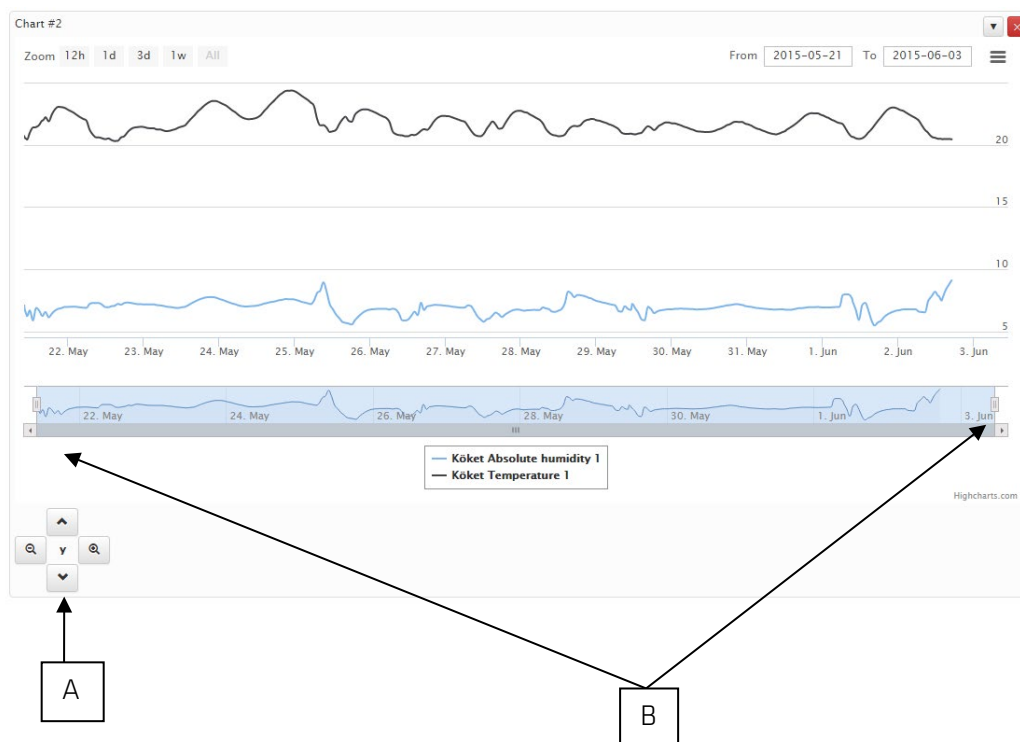 Chart #2
Zoom 12h 1d 3d 1w All
From 2015-05-21 To 2015-06-03
20
15
10
5
22. May 23. May 24. May 25. May 26. May 27. May 28. May 29. May 30. May 31. May 1. Jun 2. Jun 3. Jun
22. May 24. May 26. May 28. May 30. May 1. Jun 3. Jun
Köket Absolute humidity 1
Köket Temperature 1
Highcharts.com
y
A
B